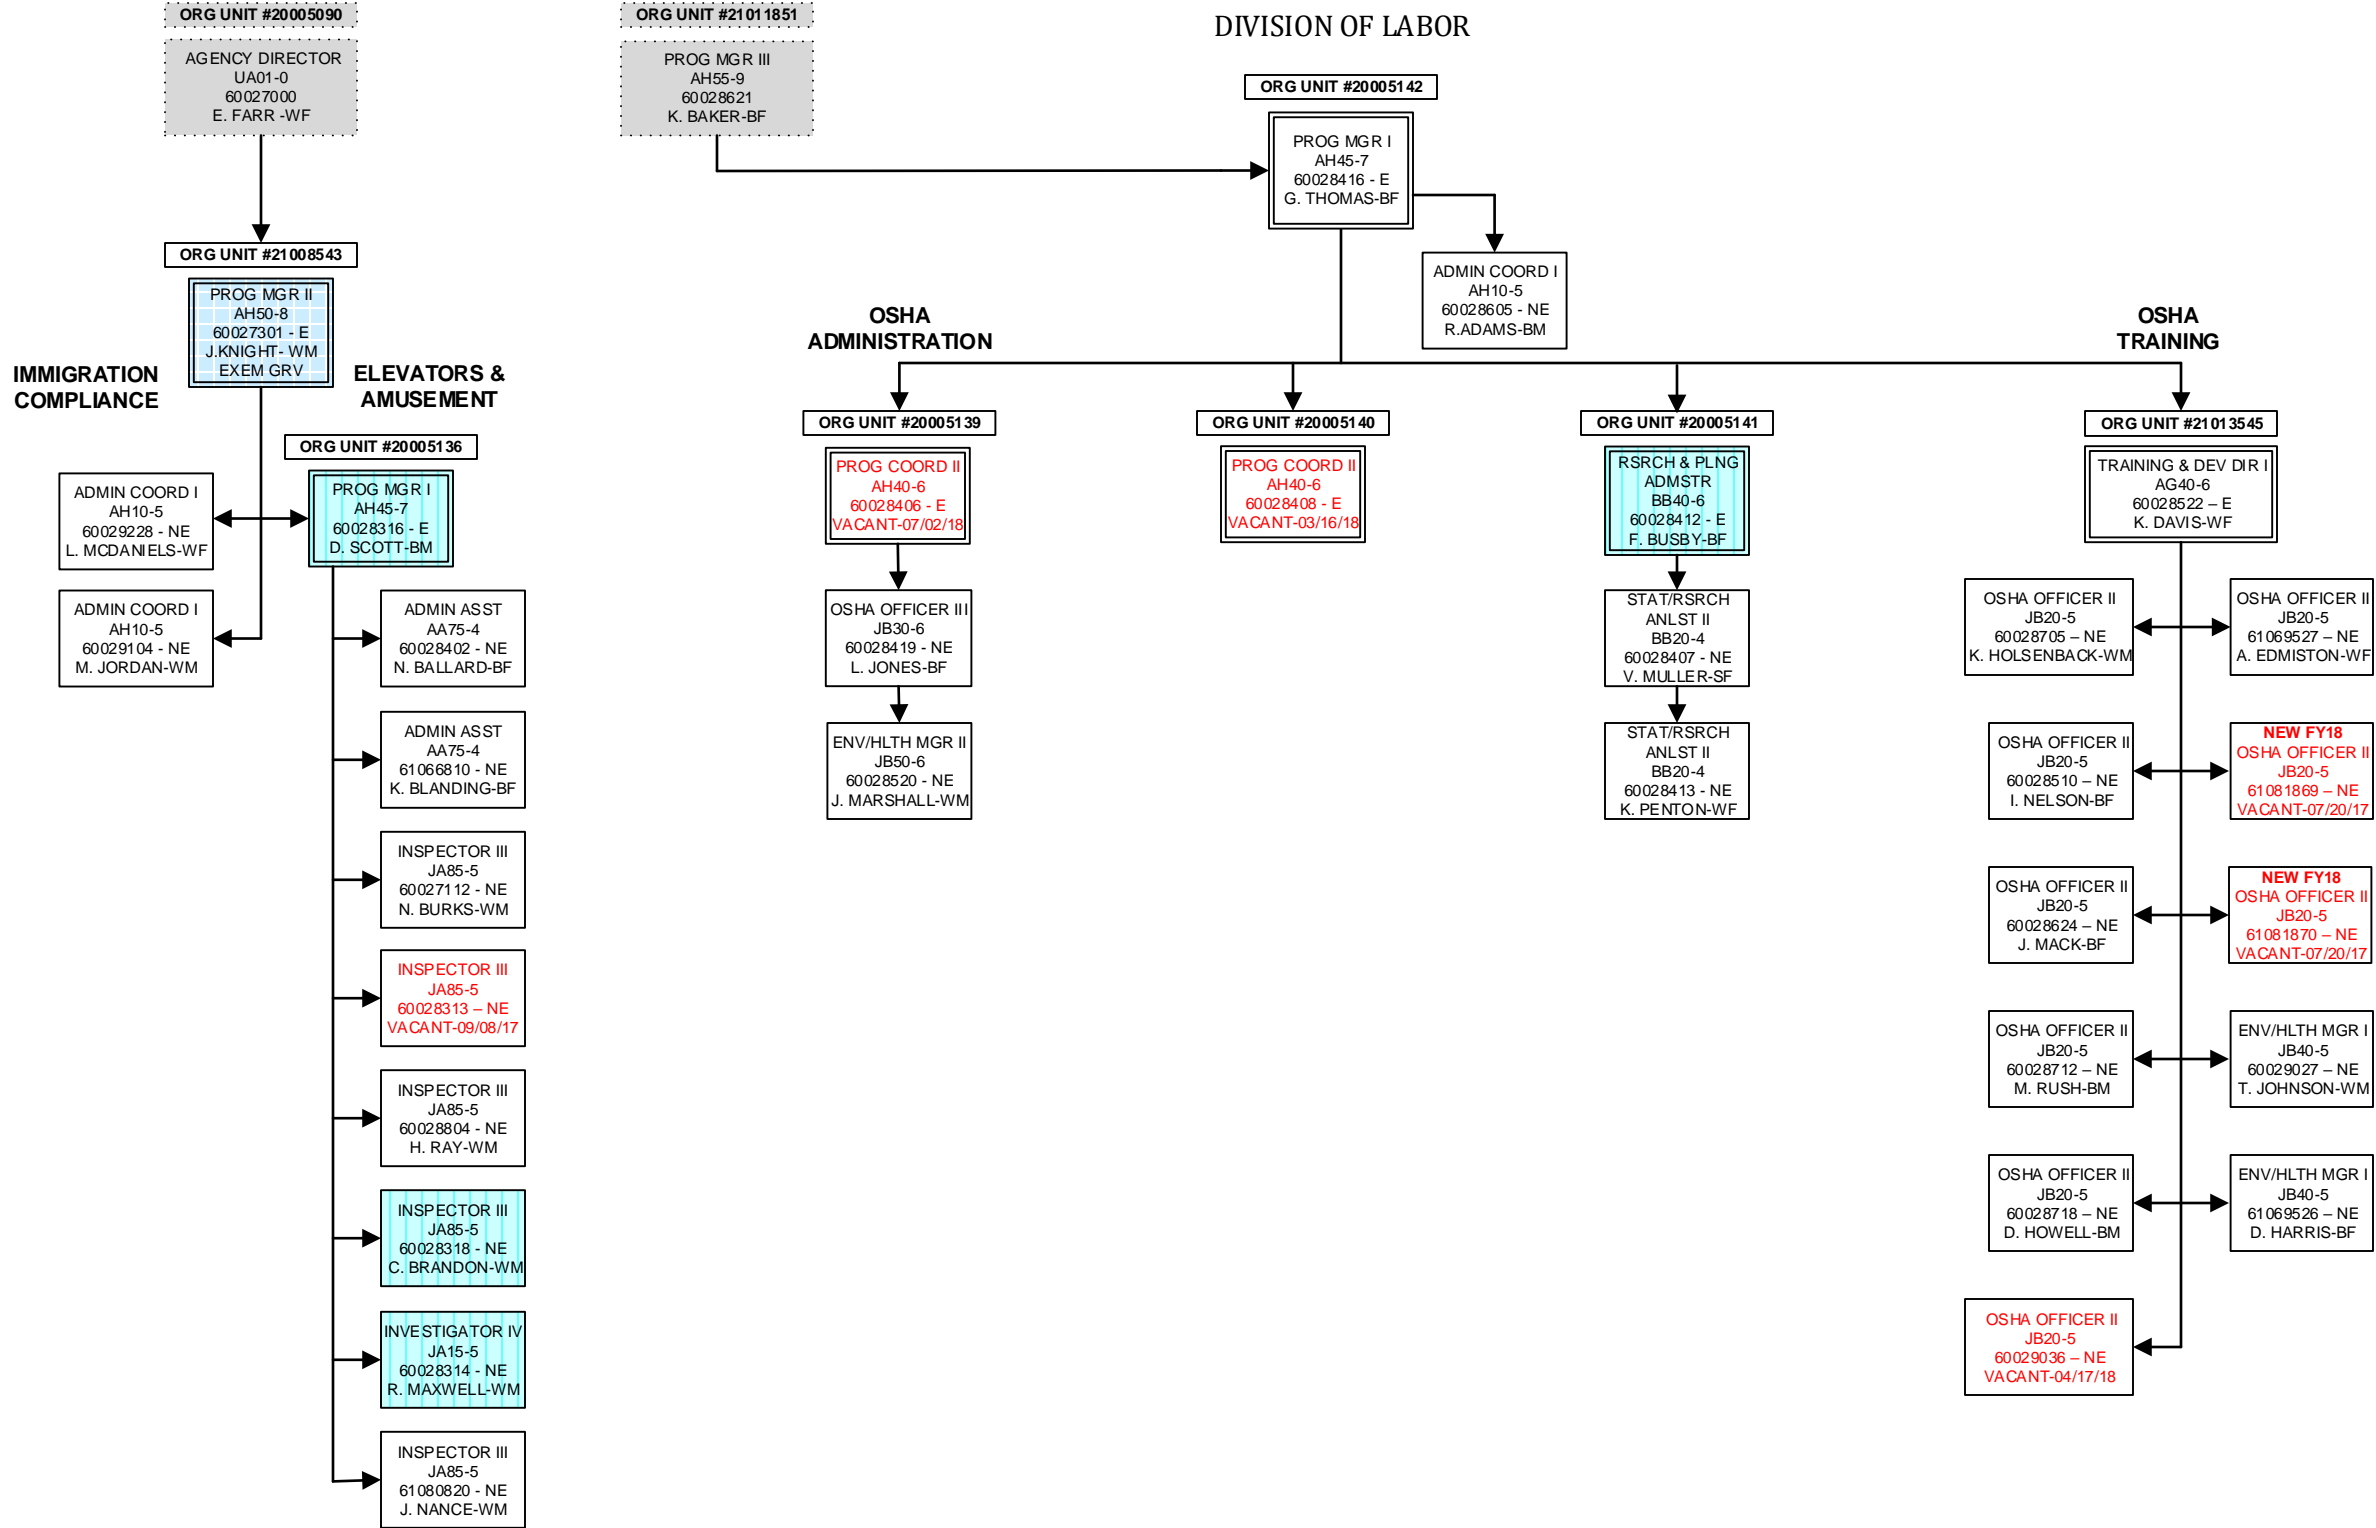 DIVISION OF LABOR
ORG UNIT #20005090
AGENCY DIRECTOR
UA01-0
60027000
E. FARR -WF
ORG UNIT #21011851
PROG MGR III
AH55-9
60028621
K. BAKER-BF
ORG UNIT #20005142
PROG MGR I
AH45-7
60028416 - E
G. THOMAS-BF
ADMIN COORD I
AH10-5
60028605 - NE
R.ADAMS-BM
ORG UNIT #21008543
PROG MGR II
AH50-8
60027301 - E
J.KNIGHT- WM
EXEM GRV
IMMIGRATION
COMPLIANCE
ADMIN COORD I
AH10-5
60029228 - NE
L. MCDANIELS-WF
ADMIN COORD I
AH10-5
60029104 - NE
M. JORDAN-WM
ELEVATORS &
AMUSEMENT
ORG UNIT #20005136
PROG MGR I
AH45-7
60028316 - E
D. SCOTT-BM
ADMIN ASST
AA75-4
60028402 - NE
N. BALLARD-BF
ADMIN ASST
AA75-4
61066810 - NE
K. BLANDING-BF
INSPECTOR III
JA85-5
60027112 - NE
N. BURKS-WM
INSPECTOR III
JA85-5
60028313 – NE
VACANT-09/08/17
INSPECTOR III
JA85-5
60028804 - NE
H. RAY-WM
INSPECTOR III
JA85-5
60028318 - NE
C. BRANDON-WM
INVESTIGATOR IV
JA15-5
60028314 - NE
R. MAXWELL-WM
INSPECTOR III
JA85-5
61080820 - NE
J. NANCE-WM
OSHA
ADMINISTRATION
ORG UNIT #20005139
PROG COORD II
AH40-6
60028406 - E
VACANT-07/02/18
OSHA OFFICER III
JB30-6
60028419 - NE
L. JONES-BF
ENV/HLTH MGR II
JB50-6
60028520 - NE
J. MARSHALL-WM
ORG UNIT #20005140
PROG COORD II
AH40-6
60028408 - E
VACANT-03/16/18
ORG UNIT #20005141
RSRCH & PLNG
ADMSTR
BB40-6
60028412 - E
F. BUSBY-BF
STAT/RSRCH
ANLST II
BB20-4
60028407 - NE
V. MULLER-SF
STAT/RSRCH
ANLST II
BB20-4
60028413 - NE
K. PENTON-WF
OSHA
TRAINING
ORG UNIT #21013545
TRAINING & DEV DIR I
AG40-6
60028522 – E
K. DAVIS-WF
OSHA OFFICER II
JB20-5
60028705 – NE
K. HOLSENBACK-WM
OSHA OFFICER II
JB20-5
61069527 – NE
A. EDMISTON-WF
OSHA OFFICER II
JB20-5
60028510 – NE
I. NELSON-BF
NEW FY18
OSHA OFFICER II
JB20-5
61081869 – NE
VACANT-07/20/17
OSHA OFFICER II
JB20-5
60028624 – NE
J. MACK-BF
NEW FY18
OSHA OFFICER II
JB20-5
61081870 – NE
VACANT-07/20/17
OSHA OFFICER II
JB20-5
60028712 – NE
M. RUSH-BM
ENV/HLTH MGR I
JB40-5
60029027 – NE
T. JOHNSON-WM
OSHA OFFICER II
JB20-5
60028718 – NE
D. HOWELL-BM
ENV/HLTH MGR I
JB40-5
61069526 – NE
D. HARRIS-BF
OSHA OFFICER II
JB20-5
60029036 – NE
VACANT-04/17/18